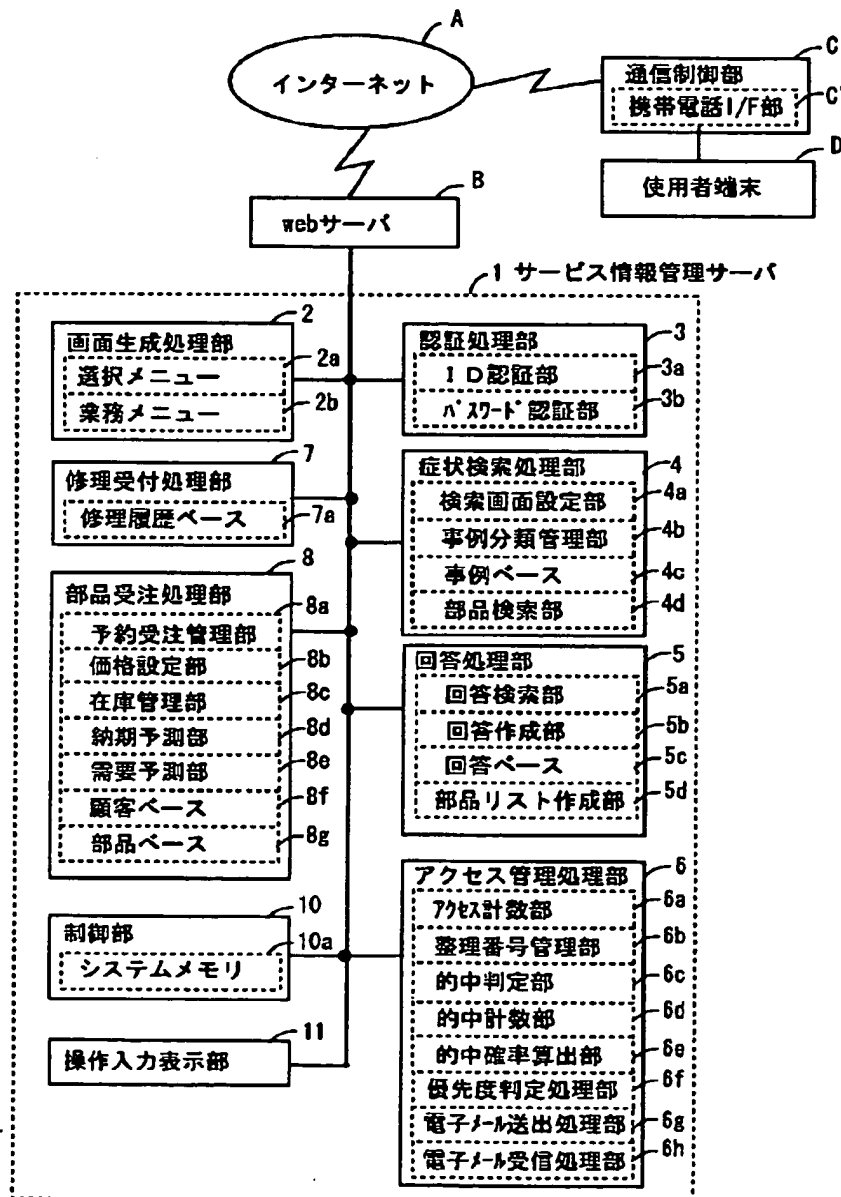 A
インターネット
C
通信制御部
C'
携帯電話I/F部
D
使用者端末
B
webサーバ
1 サービス情報管理サーバ
2
画面生成処理部
2a
選択メニュー
2b
業務メニュー
3
認証処理部
3a
ID認証部
3b
パスワード認証部
7
修理受付処理部
7a
修理履歴ベース
4
症状検索処理部
4a
検索画面設定部
4b
事例分類管理部
4c
事例ベース
4d
部品検索部
8
部品受注処理部
8a
予約受注管理部
8b
価格設定部
8c
在庫管理部
8d
納期予測部
8e
需要予測部
8f
顧客ベース
8g
部品ベース
5
回答処理部
5a
回答検索部
5b
回答作成部
5c
回答ベース
5d
部品リスト作成部
6
アクセス管理処理部
6a
アクセス計数部
6b
整理番号管理部
6c
的中判定部
6d
的中計数部
6e
的中確率算出部
6f
優先度判定処理部
6g
電子メール送出処理部
6h
電子メール受信処理部
10
制御部
10a
システムメモリ
11
操作入力表示部